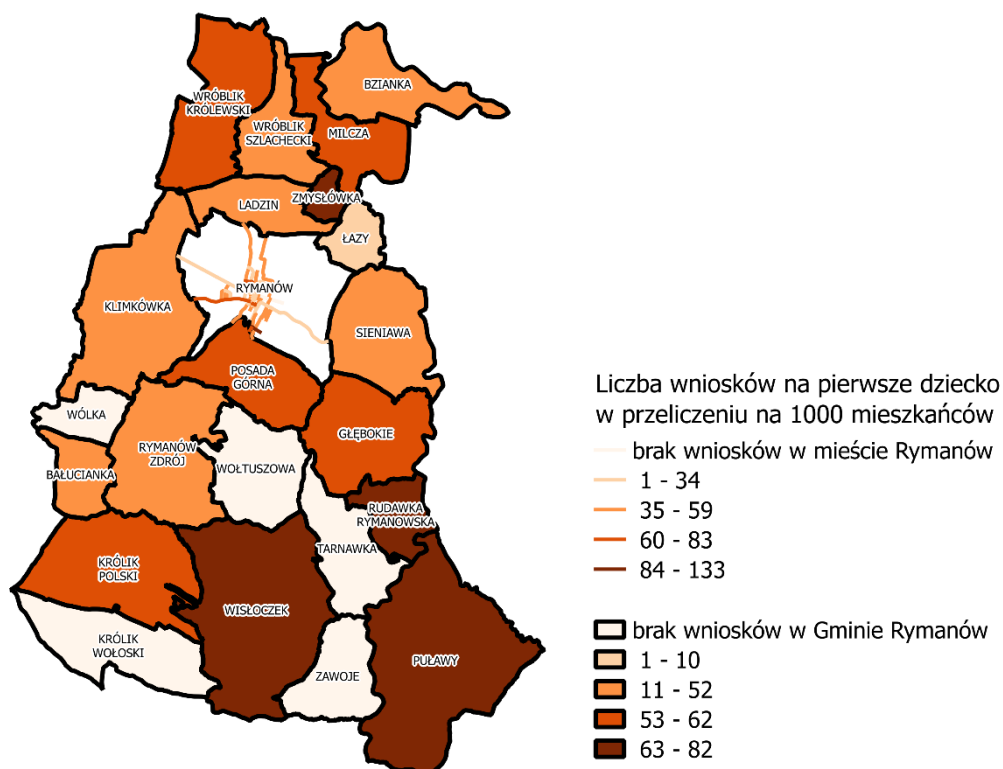 WRÓBLIK
KRÓLEWSKI
BZIANKA
WRÓBLIK
SZLACHECKI
MILCZA
ZMYSŁÓWKA
LADZIN
ŁAZY
RYMANÓW
KLIMKÓWKA
SIENIAWA
POSADA
GÓRNA
WÓLKA
GŁĘBOKIE
RYMANÓW
ZDRÓJ
WOŁTUSZOWA
BAŁUCIANKA
RUDAWKA
RYMANOWSKA
TARNAWKA
KRÓLIK
POLSKI
WISŁOCZEK
KRÓLIK
WOŁOSKI
ZAWOJE
PUŁAWY
Liczba wniosków na pierwsze dziecko
w przeliczeniu na 1000 mieszkańców
brak wniosków w mieście Rymanów
1 - 34
35 - 59
60 - 83
84 - 133
brak wniosków w Gminie Rymanów
1 - 10
11 - 52
53 - 62
63 - 82